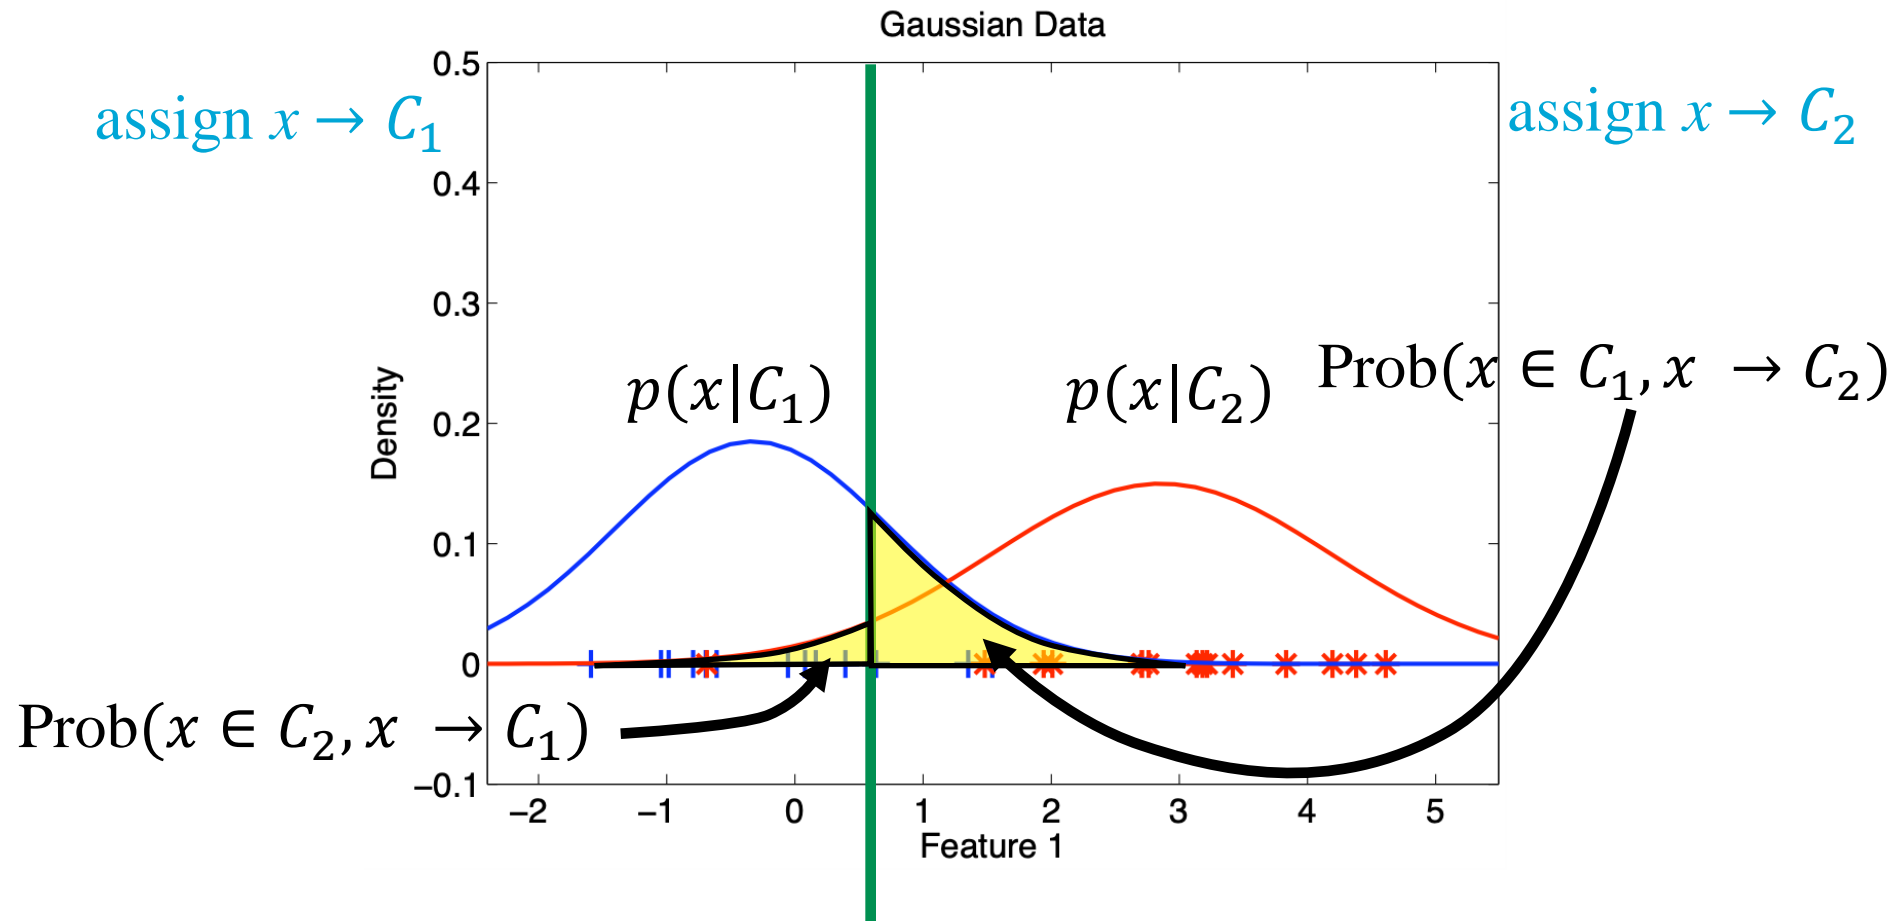 Gaussian Data
assign x → C₁
assign x → C₂
0.5
0.4
0.3
0.2
0.1
0
−0.1
Density
p(x|C₁)
p(x|C₂)
Prob(x ∈ C₁, x → C₂)
Prob(x ∈ C₂, x → C₁)
−2 −1 0 1 2 3 4 5
Feature 1